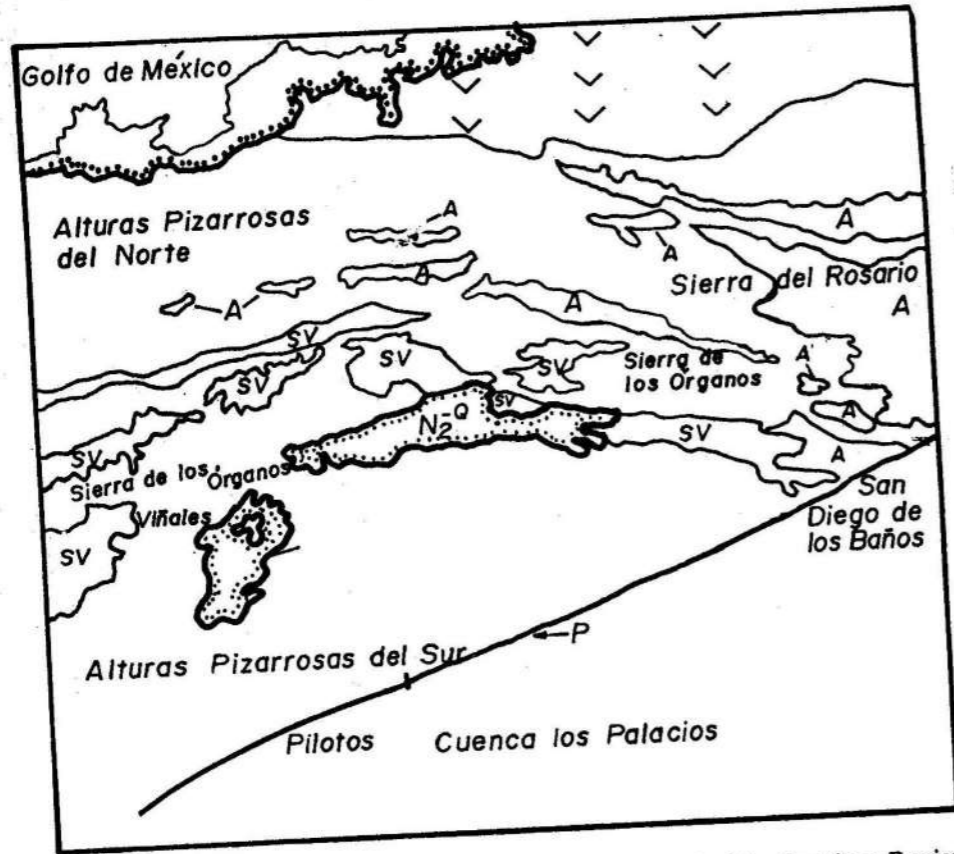 Golfo de México
Alturas Pizarrosas
del Norte
A
A
A
A
Sierra del Rosario
A
A
A
SV
SV
SV
SV
Sierra de
los Órganos
A
A
N₂-Q
SV
SV
A
SV
Sierra de los Órganos
Viñales
SV
San
Diego de
los Baños
P
Alturas Pizarrosas del Sur
Pilotos
Cuenca los Palacios